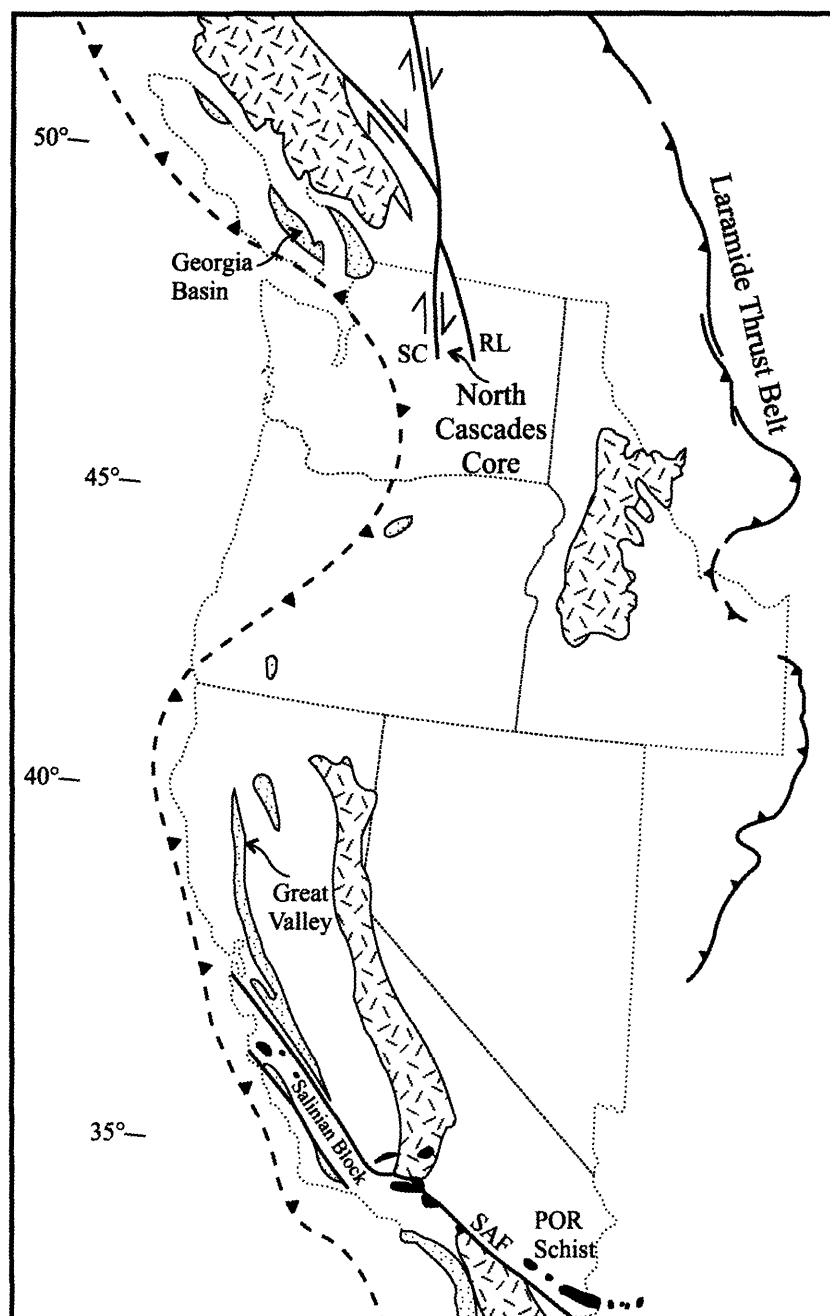 50°
Georgia
Basin
Laramide Thrust Belt
SC
RL
North
Cascades
Core
45°
40°
Great
Valley
35°
Salinian Block
SAF
POR
Schist